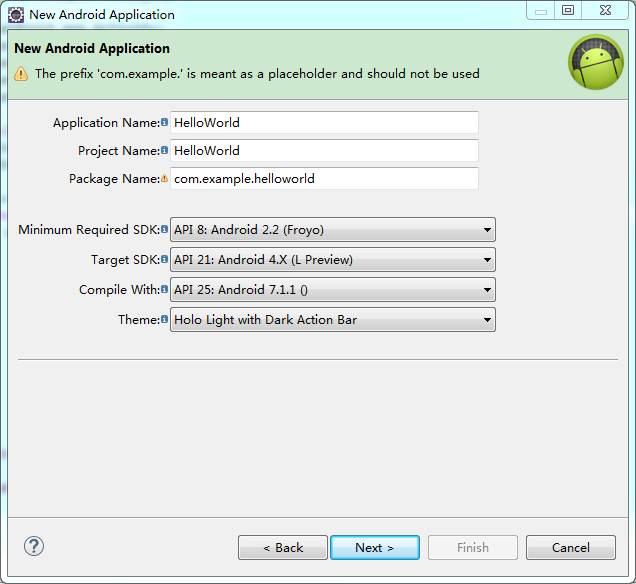 New Android Application
New Android Application
The prefix 'com.example.' is meant as a placeholder and should not be used
Application Name: HelloWorld
Project Name: HelloWorld
Package Name: com.example.helloworld
Minimum Required SDK: API 8: Android 2.2 (Froyo)
Target SDK: API 21: Android 4.X (L Preview)
Compile With: API 25: Android 7.1.1 ()
Theme: Holo Light with Dark Action Bar
? < Back Next > Finish Cancel